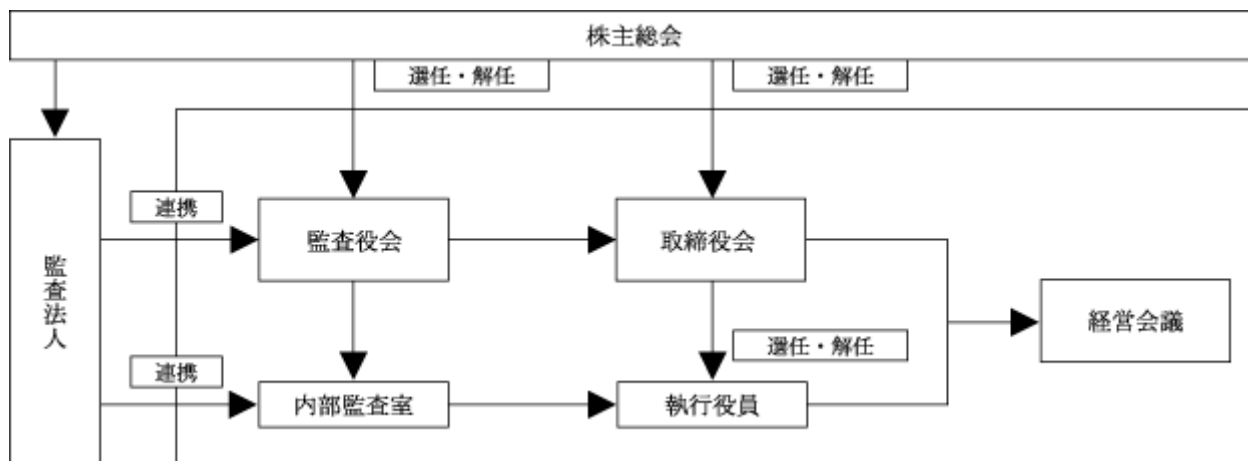 株主総会
選任・解任
選任・解任
連携
監査役会
取締役会
監査法人
経営会議
選任・解任
連携
内部監査室
執行役員